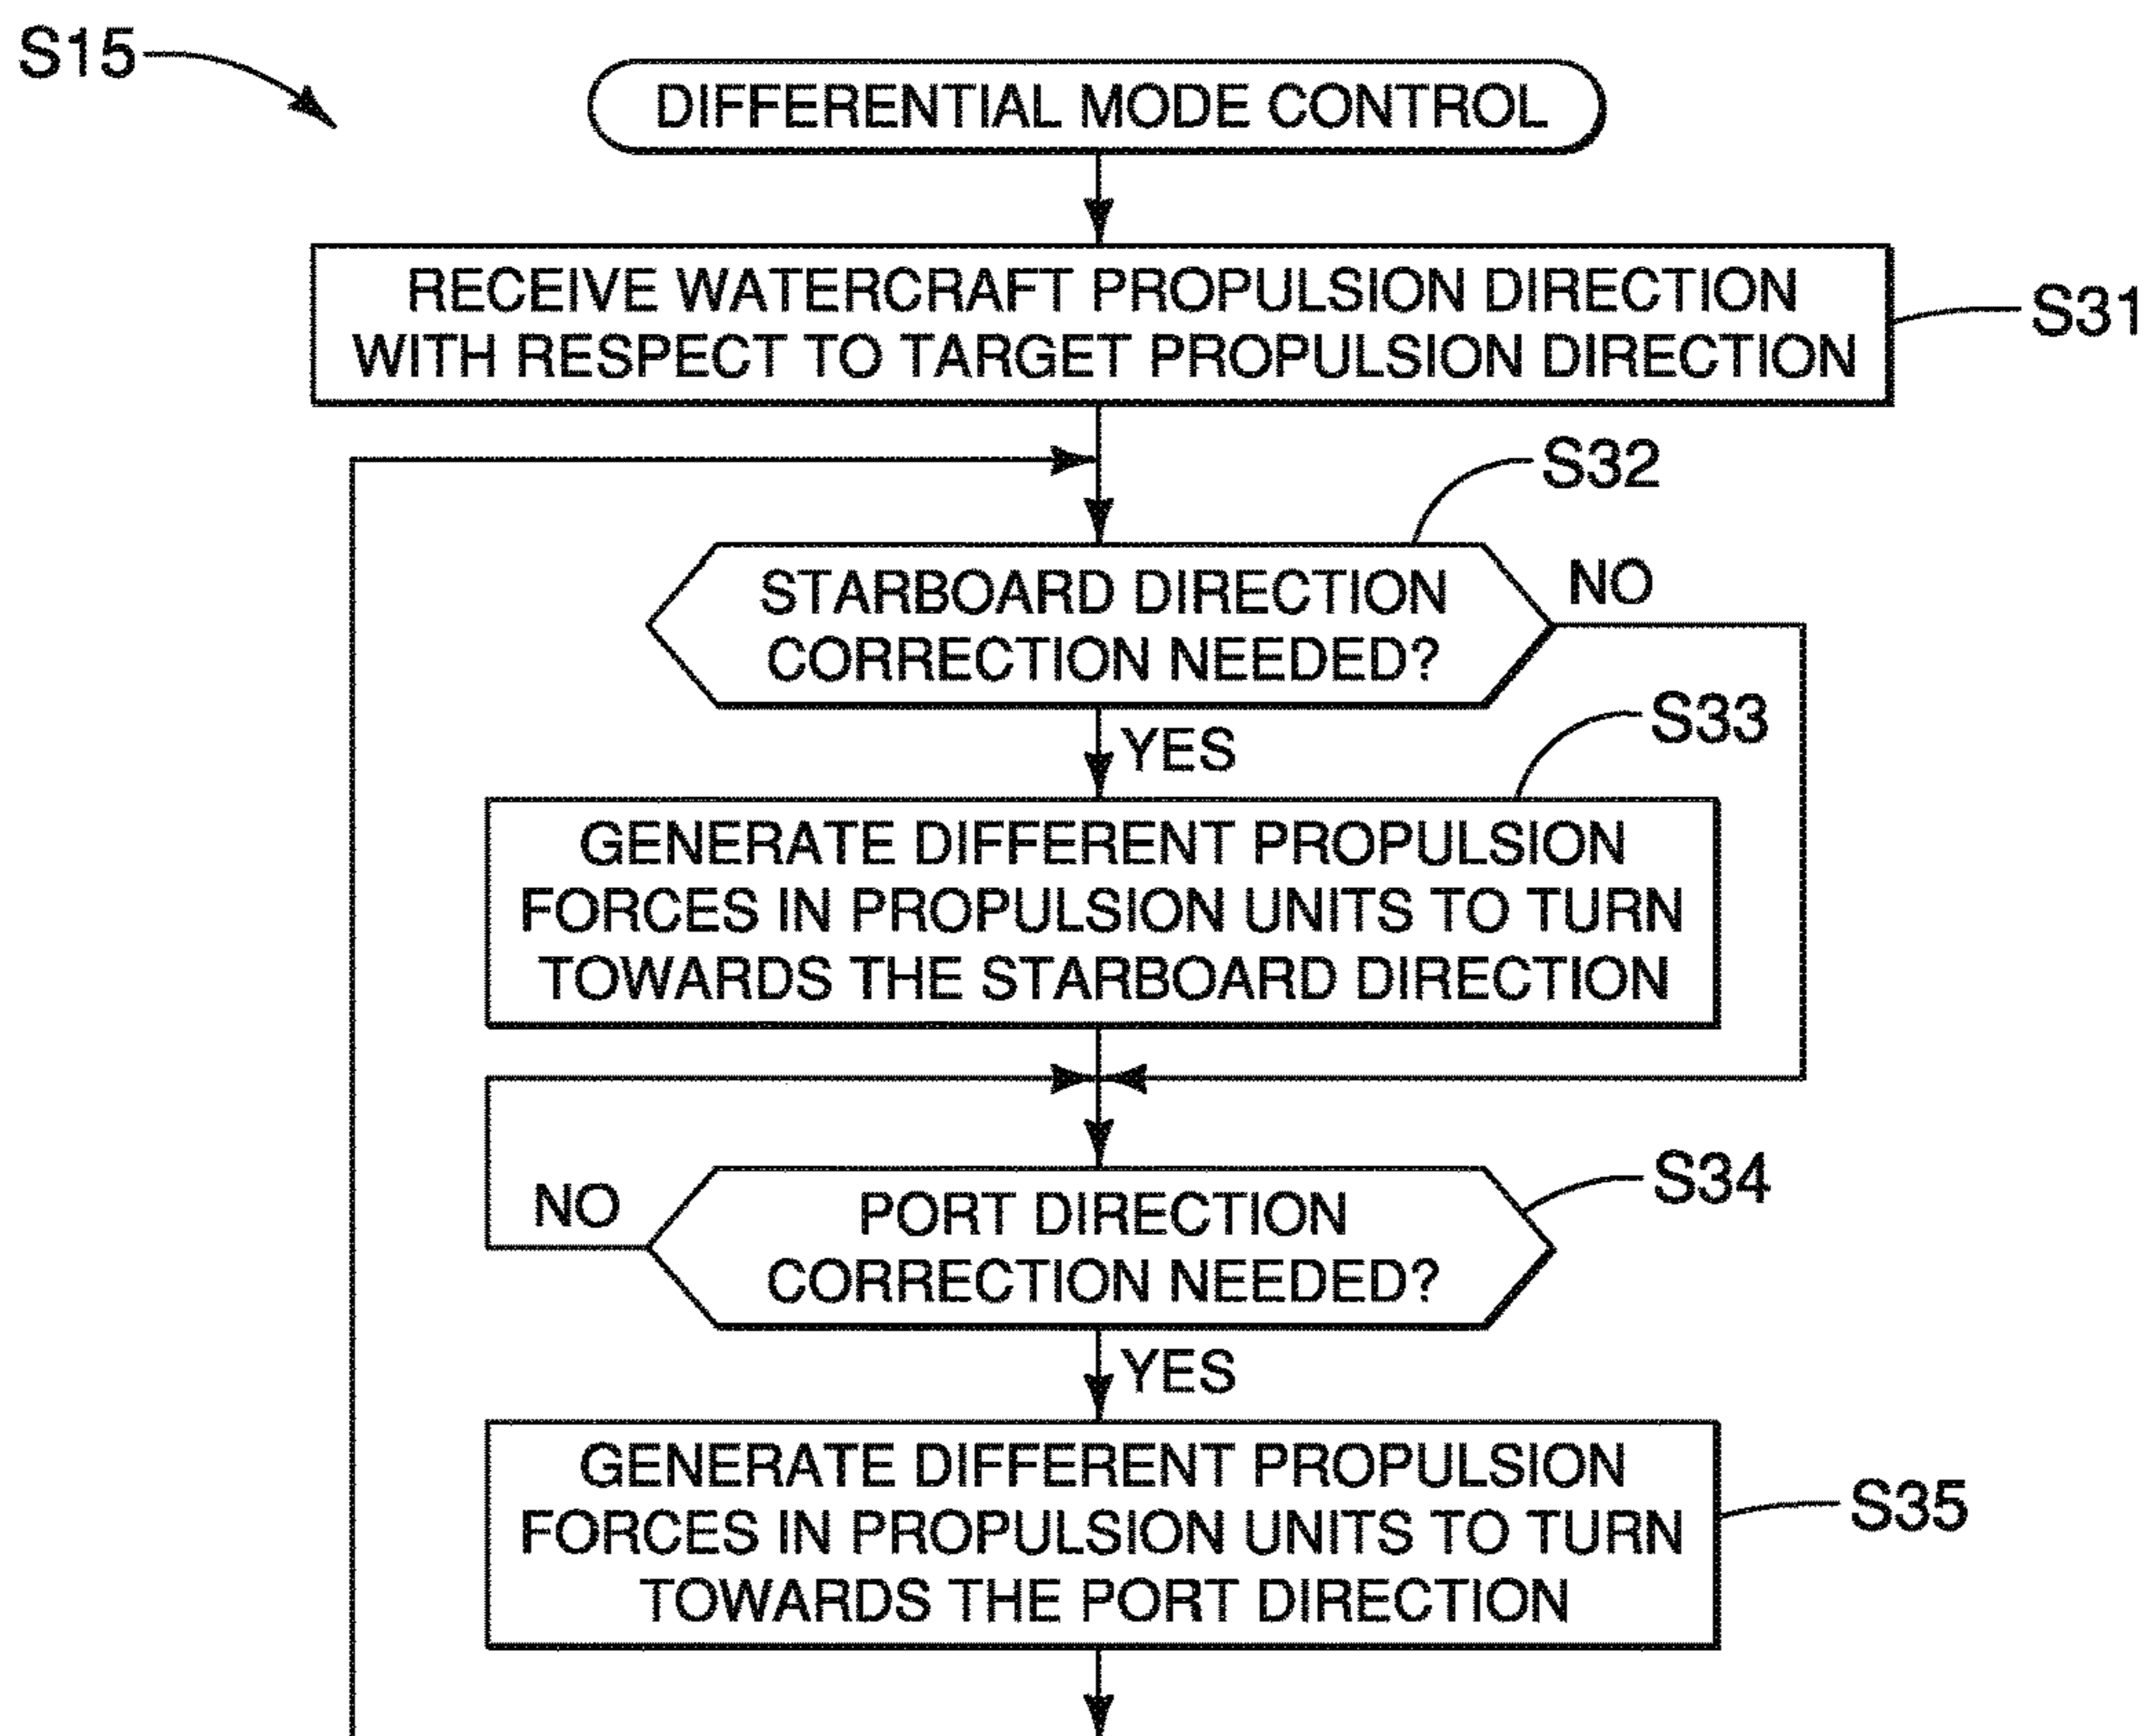 S15
DIFFERENTIAL MODE CONTROL
RECEIVE WATERCRAFT PROPULSION DIRECTION
WITH RESPECT TO TARGET PROPULSION DIRECTION
S31
S32
STARBOARD DIRECTION
CORRECTION NEEDED?
NO
YES
S33
GENERATE DIFFERENT PROPULSION
FORCES IN PROPULSION UNITS TO TURN
TOWARDS THE STARBOARD DIRECTION
S34
NO
PORT DIRECTION
CORRECTION NEEDED?
YES
GENERATE DIFFERENT PROPULSION
FORCES IN PROPULSION UNITS TO TURN
TOWARDS THE PORT DIRECTION
S35